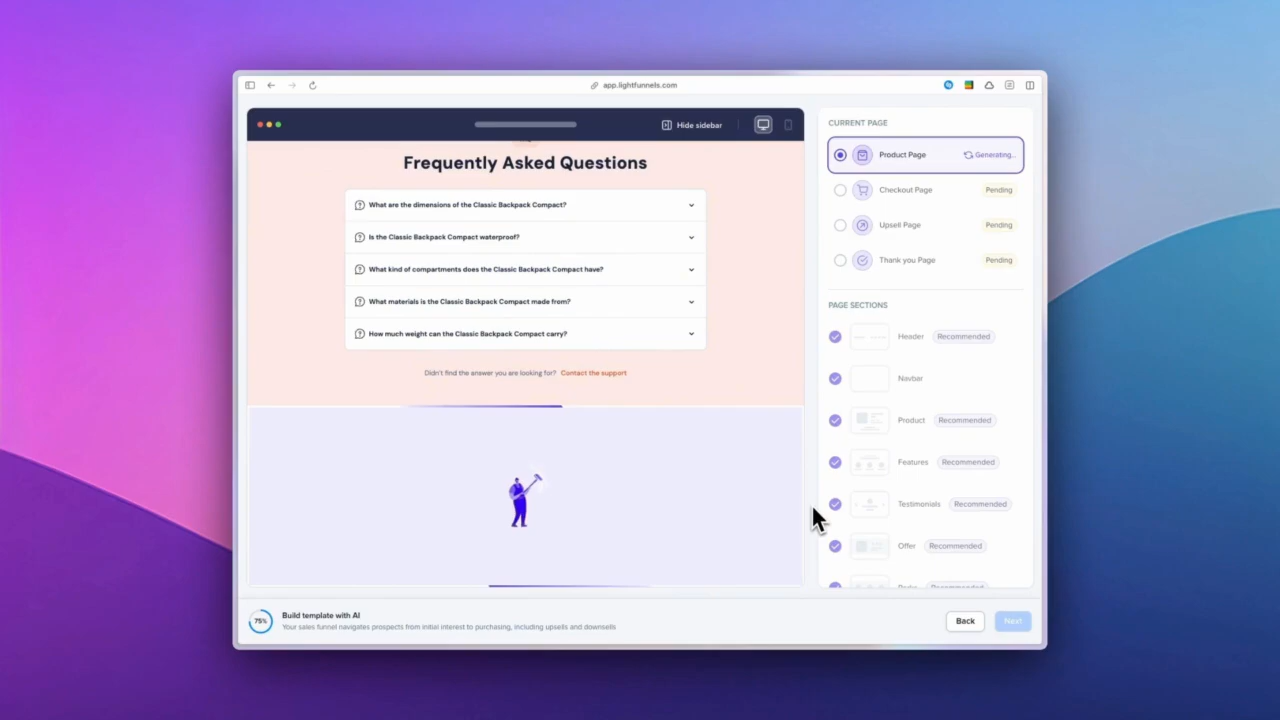 app.lightfunnels.com
Hide sidebar
Frequently Asked Questions
What are the dimensions of the Classic Backpack Compact?
Is the Classic Backpack Compact waterproof?
What kind of compartments does the Classic Backpack Compact have?
What materials is the Classic Backpack Compact made from?
How much weight can the Classic Backpack Compact carry?
Didn't find the answer you are looking for? Contact the support
CURRENT PAGE
Product Page Generating...
Checkout Page Pending
Upsell Page Pending
Thank you Page Pending
PAGE SECTIONS
Header Recommended
Navbar
Product Recommended
Features Recommended
Testimonials Recommended
Offer Recommended
75%
Build template with AI
Your sales funnel navigates prospects from initial interest to purchasing, including upsells and downsells
Back
Next